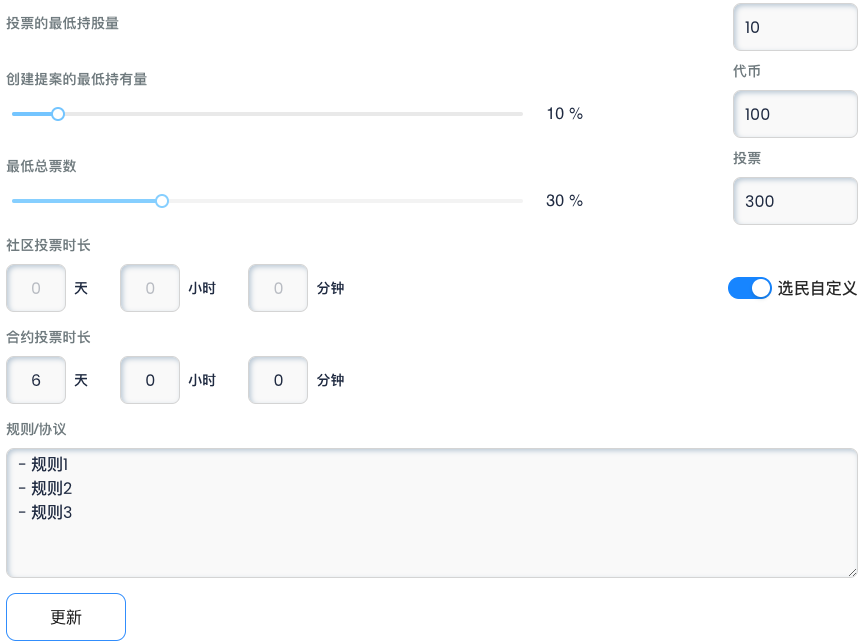 投票的最低持股量
10
创建提案的最低持有量
代币
10 %
100
最低总票数
投票
30 %
300
社区投票时长
0 天 0 小时 0 分钟
选民自定义
合约投票时长
6 天 0 小时 0 分钟
规则/协议
- 规则1
- 规则2
- 规则3
更新